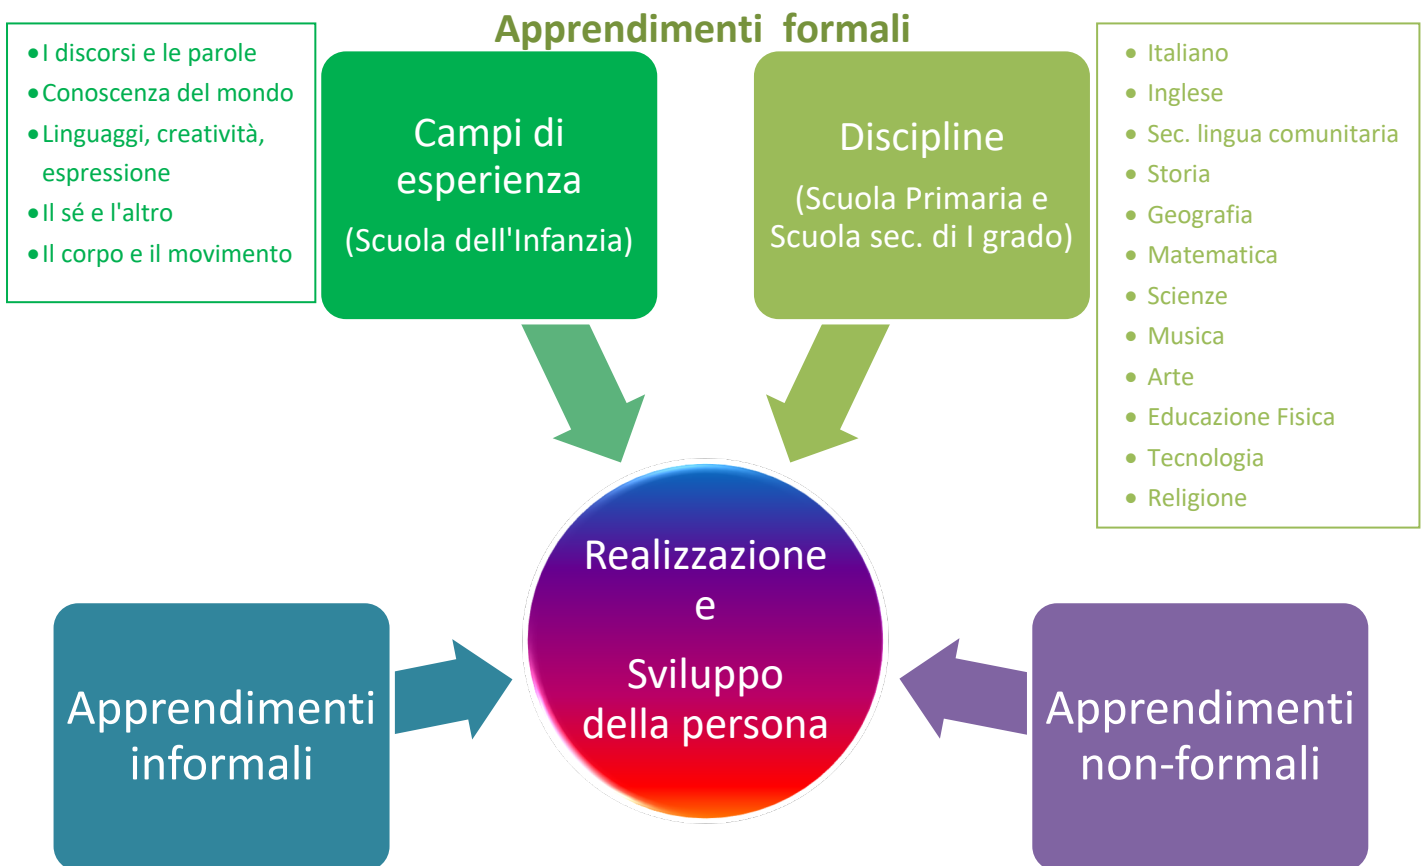 Apprendimenti formali
•I discorsi e le parole
•Conoscenza del mondo
•Linguaggi, creatività,
espressione
•Il sé e l'altro
•Il corpo e il movimento
Campi di
esperienza
(Scuola dell'Infanzia)
Discipline
(Scuola Primaria e
Scuola sec. di I grado)
• Italiano
• Inglese
• Sec. lingua comunitaria
• Storia
• Geografia
• Matematica
• Scienze
• Musica
• Arte
• Educazione Fisica
• Tecnologia
• Religione
Realizzazione
e
Sviluppo
della persona
Apprendimenti
informali
Apprendimenti
non-formali